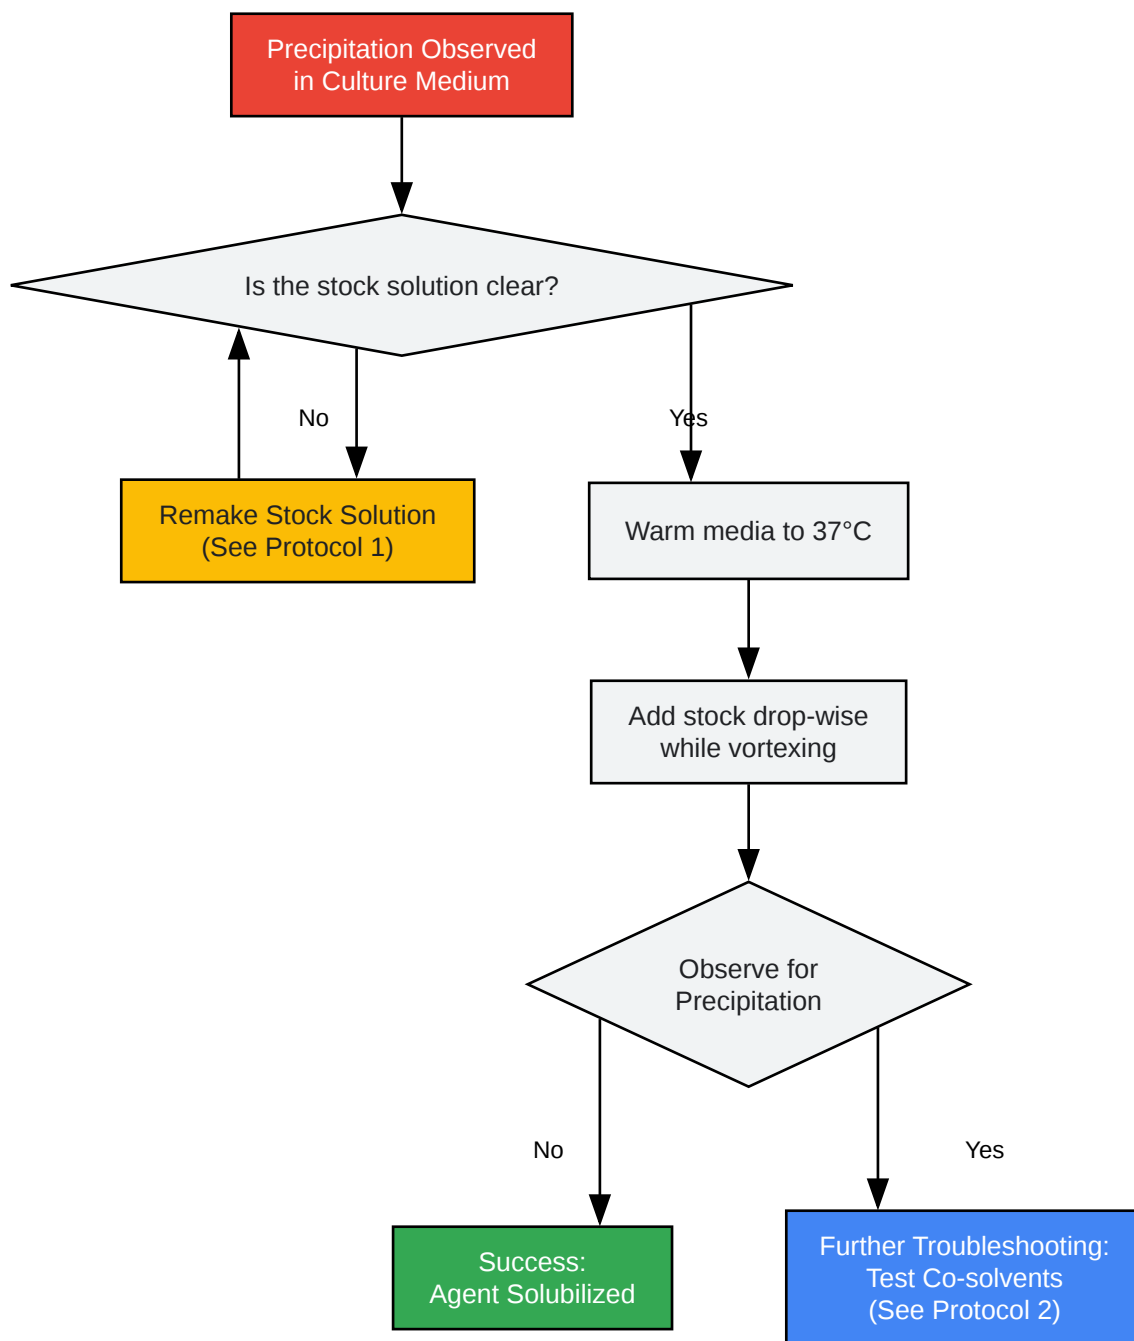 Precipitation Observed
in Culture Medium
Is the stock solution clear?
No
Yes
Remake Stock Solution
(See Protocol 1)
Warm media to 37°C
Add stock drop-wise
while vortexing
Observe for
Precipitation
No
Yes
Success:
Agent Solubilized
Further Troubleshooting:
Test Co-solvents
(See Protocol 2)